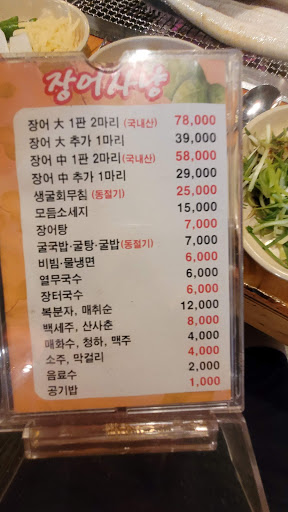 장어사냥
장어 大 1판 2마리 (국내산) 78,000
장어 大 추가 1마리 39,000
장어 中 1판 2마리(국내산) 58,000
장어 中 추가 1마리 29,000
생굴회무침 (동절기) 25,000
모듬소세지 15,000
장어탕 7,000
굴국밥·굴탕·굴밥(동절기) 7,000
비빔·물냉면 6,000
열무국수 6,000
장터국수 6,000
복분자, 매취순 12,000
백세주, 산사춘 8,000
매화수, 청하, 맥주 4,000
소주, 막걸리 4,000
음료수 2,000
공기밥 1,000